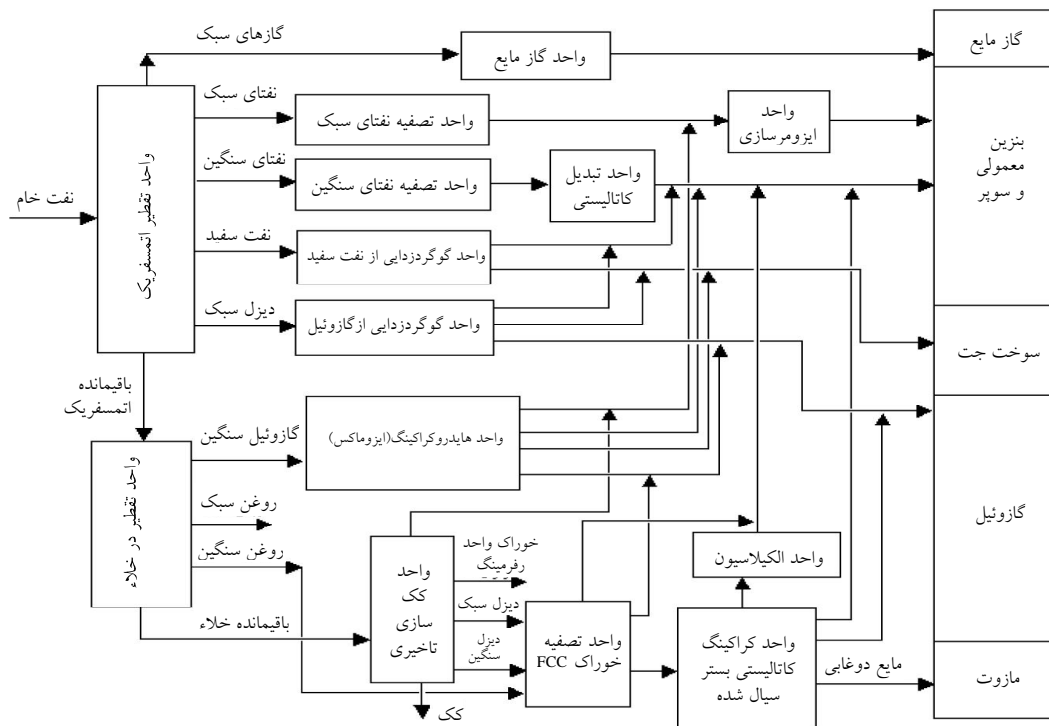 گازهای سبک
واحد گاز مایع
گاز مایع
نفتای سبک
واحد تصفیه نفتای سبک
واحد
ایزومرسازی
بنزین
معمولی
و سوپر
نفتای سنگین
واحد تصفیه نفتای سنگین
واحد تبدیل
کاتالیستی
نفت خام
واحد تقطیر اتمسفریک
نفت سفید
واحد گوگردزدایی از نفت سفید
دیزل سبک
واحد گوگردزدایی ازگازوئیل
سوخت جت
باقیمانده
اتمسفریک
گازوئیل سنگین
واحد هایدروکراکینگ(ایزوماکس)
واحد تقطیر در خلاء
روغن سبک
روغن سنگین
گازوئیل
باقیمانده خلاء
واحد
کک
سازی
تاخیری
خوراک واحد
رفرمینگ
دیزل سبک
دیزل
سنگین
کک
واحد تصفیه
خوراک FCC
واحد الکیلاسیون
واحد کراکینگ
کاتالیستی بستر
سیال شده
مایع دوغابی
مازوت